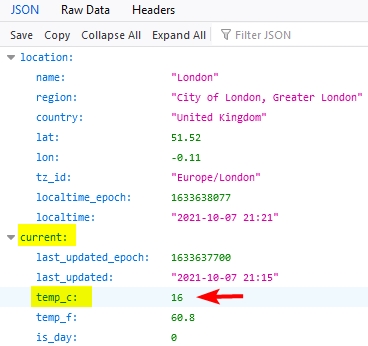 JSON Raw Data Headers
Save Copy Collapse All Expand All Filter JSON
location:
name: "London"
region: "City of London, Greater London"
country: "United Kingdom"
lat: 51.52
lon: -0.11
tz_id: "Europe/London"
localtime_epoch: 1633638077
localtime: "2021-10-07 21:21"
current:
last_updated_epoch: 1633637700
last_updated: "2021-10-07 21:15"
temp_c: 16
temp_f: 60.8
is_day: 0